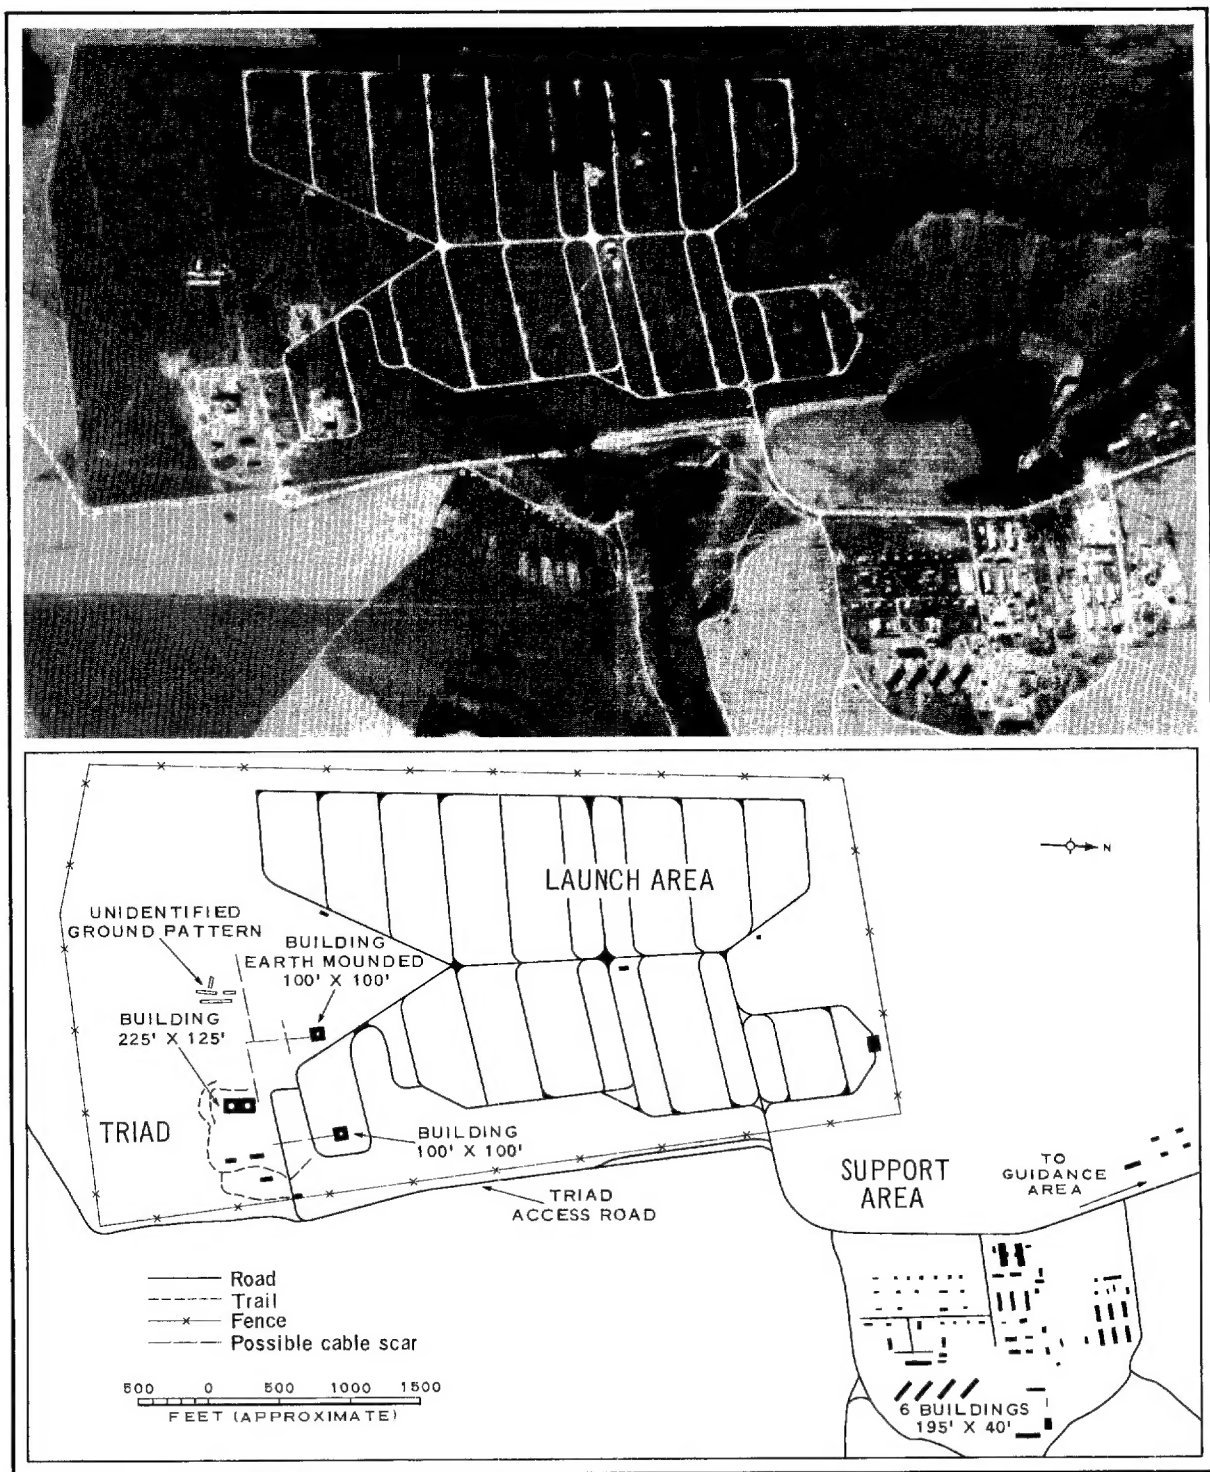 N
LAUNCH AREA
UNIDENTIFIED
GROUND PATTERN
BUILDING
EARTH MOUNDED
100' X 100'
BUILDING
225' X 125'
TRIAD
BUILDING
100' X 100'
TRIAD
ACCESS ROAD
SUPPORT
AREA
TO
GUIDANCE
AREA
Road
Trail
Fence
Possible cable scar
500 0 500 1000 1500
FEET (APPROXIMATE)
6 BUILDINGS
195' X 40'